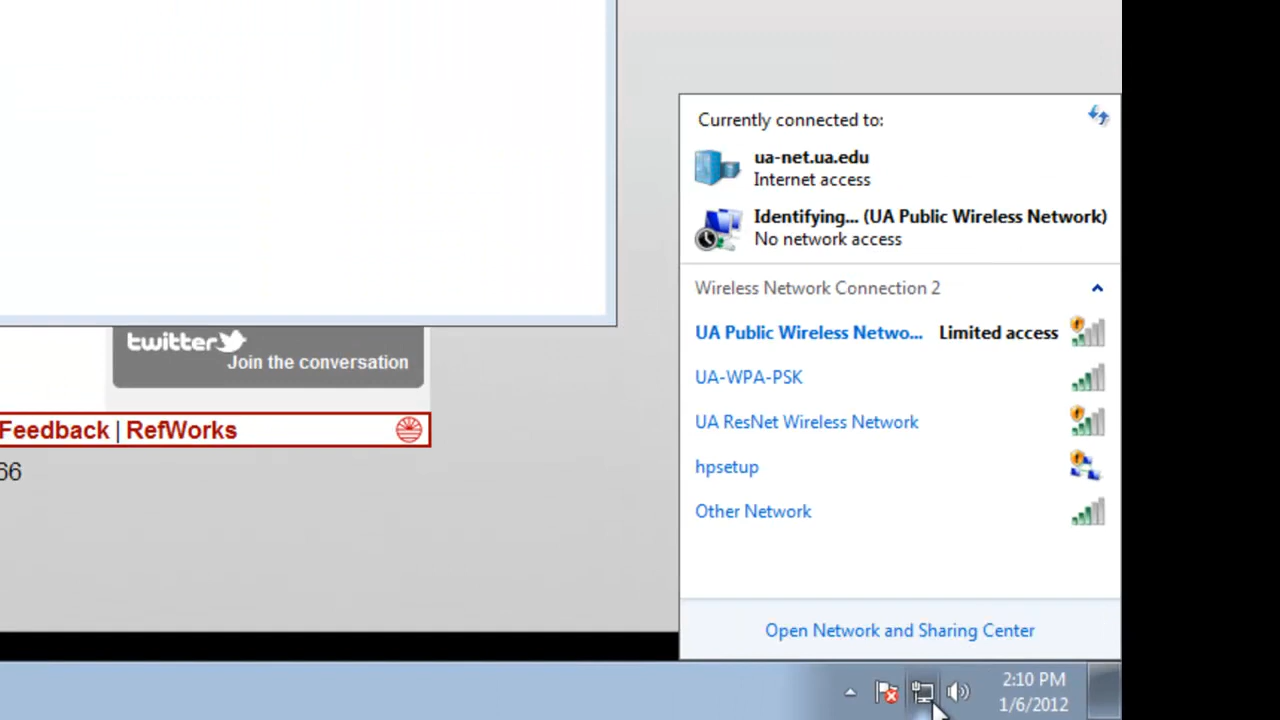 Currently connected to:
ua-net.ua.edu
Internet access
Identifying... (UA Public Wireless Network)
No network access
Wireless Network Connection 2
UA Public Wireless Netwo... Limited access
UA-WPA-PSK
UA ResNet Wireless Network
hpsetup
Other Network
Open Network and Sharing Center
twitter
Join the conversation
Feedback | RefWorks
66
2:10 PM
1/6/2012